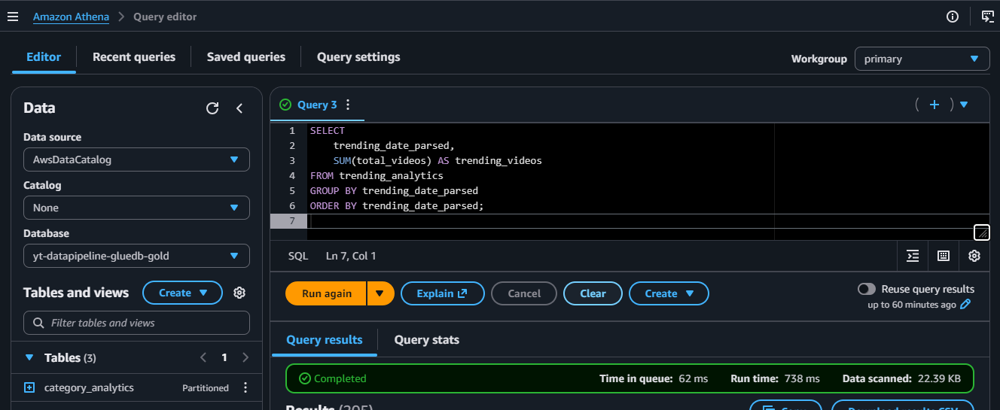 Amazon Athena > Query editor
Editor
Recent queries
Saved queries
Query settings
Workgroup
primary
Data
Data source
AwsDataCatalog
Catalog
None
Database
yt-datapipeline-gluedb-gold
Tables and views
Create
Filter tables and views
Tables (3)
1
category_analytics
Partitioned
Query 3
1 SELECT
2 trending_date_parsed,
3 SUM(total_videos) AS trending_videos
4 FROM trending_analytics
5 GROUP BY trending_date_parsed
6 ORDER BY trending_date_parsed;
7
SQL
Ln 7, Col 1
Run again
Explain
Cancel
Clear
Create
Reuse query results
up to 60 minutes ago
Query results
Query stats
Completed
Time in queue: 62 ms
Run time: 738 ms
Data scanned: 22.39 KB
Results (205)
Copy
Download results CSV